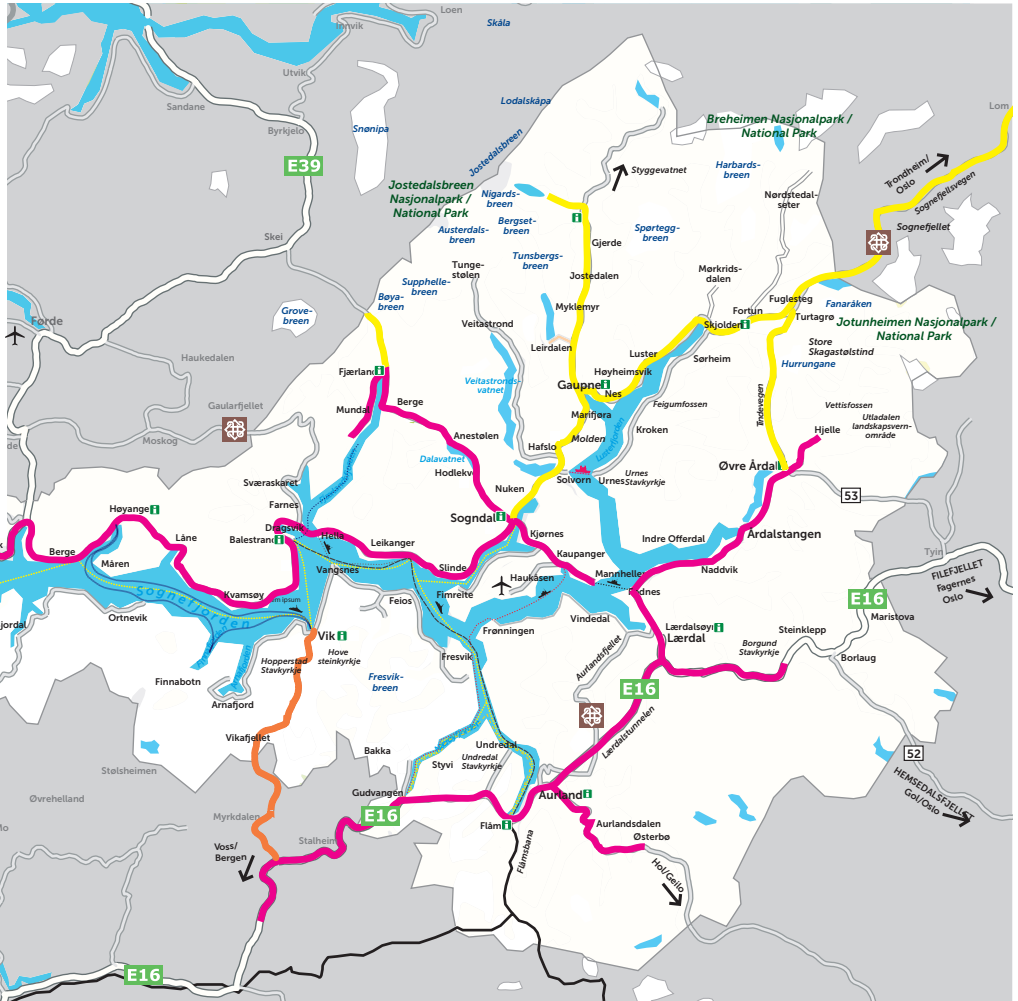 Loen
Innvik
Skåla
Utvik
Sandane
Lodalskåpa
Byrkjelo
Snønipa
Lom
Breheimen Nasjonalpark /
National Park
E39
Jostedalsbreen
Styggevatnet
Harbards-
breen
Trondheim/
Oslo
Sognefjellsvegen
Jostedalsbreen
Nasjonalpark /
National Park
Nigards-
breen
Nørdstedal-
seter
Bergset-
breen
Austerdals-
breen
Spørtegg-
breen
Sognefjellet
Skei
Gjerde
Tunsbergs-
breen
Tunge-
stølen
Jostedalen
Mørkrids-
dalen
Supphelle-
breen
Bøya-
breen
Fuglesteg
Fanaråken
Grove-
breen
Myklemyr
Fortun
Turtagrø
Førde
Veitastrond
Skjolden
Jotunheimen Nasjonalpark /
National Park
Leirdalen
Luster
Sørheim
Store
Skagastølstind
Haukedalen
Hurrungane
Fjærland
Høyheimsvik
Veitastronds-
vatnet
Gaupne
Nes
Tindevegen
Gaularfjellet
Mundal
Berge
Marifjøra
Feigumfossen
Vettisfossen
Utladalen
landskapsvern-
område
Moskog
Anestølen
Molden
Lusterfjorden
Kroken
Hjelle
Hafslo
Dalavatnet
Hodlekve
Øvre Årdal
Sværaskaret
Solvorn
Urnes
Urnes
Stavkyrkje
Nuken
53
Farnes
Høyanger
Sogndal
Dragsvik
Balestrand
Hella
Leikanger
Kjørnes
Indre Offerdal
Årdalstangen
Låne
Berge
Kaupanger
Tyin
Måren
Vangsnes
Slinde
Haukåsen
Mannheller
Naddvik
FILEFJELLET
Fagernes
Oslo
Kvamsøy
Fimreite
Fodnes
Sognefjorden
Feios
E16
Ortnevik
Vindedal
Maristova
Lærdalsøyri
Lærdal
Steinklepp
Frønningen
Vik
Borgund
Stavkyrkje
Hove
steinkyrkje
Aurlandsfjellet
Borlaug
Hopperstad
Stavkyrkje
Fresvik
Finnabotn
Fresvik-
breen
E16
Arnafjord
Vikafjellet
Lærdalstunnelen
Undredal
Bakka
52
Undredal
Stavkyrkje
Styvi
Stølsheimen
HEMSEDALSFJELLET
Gol/Oslo
Gudvangen
Aurland
Øvrehelland
Myrkdalen
E16
Flåm
Aurlandsdalen
Østerbø
Stalheim
Voss/
Bergen
Flåmsbana
Hol/Geilo
E16